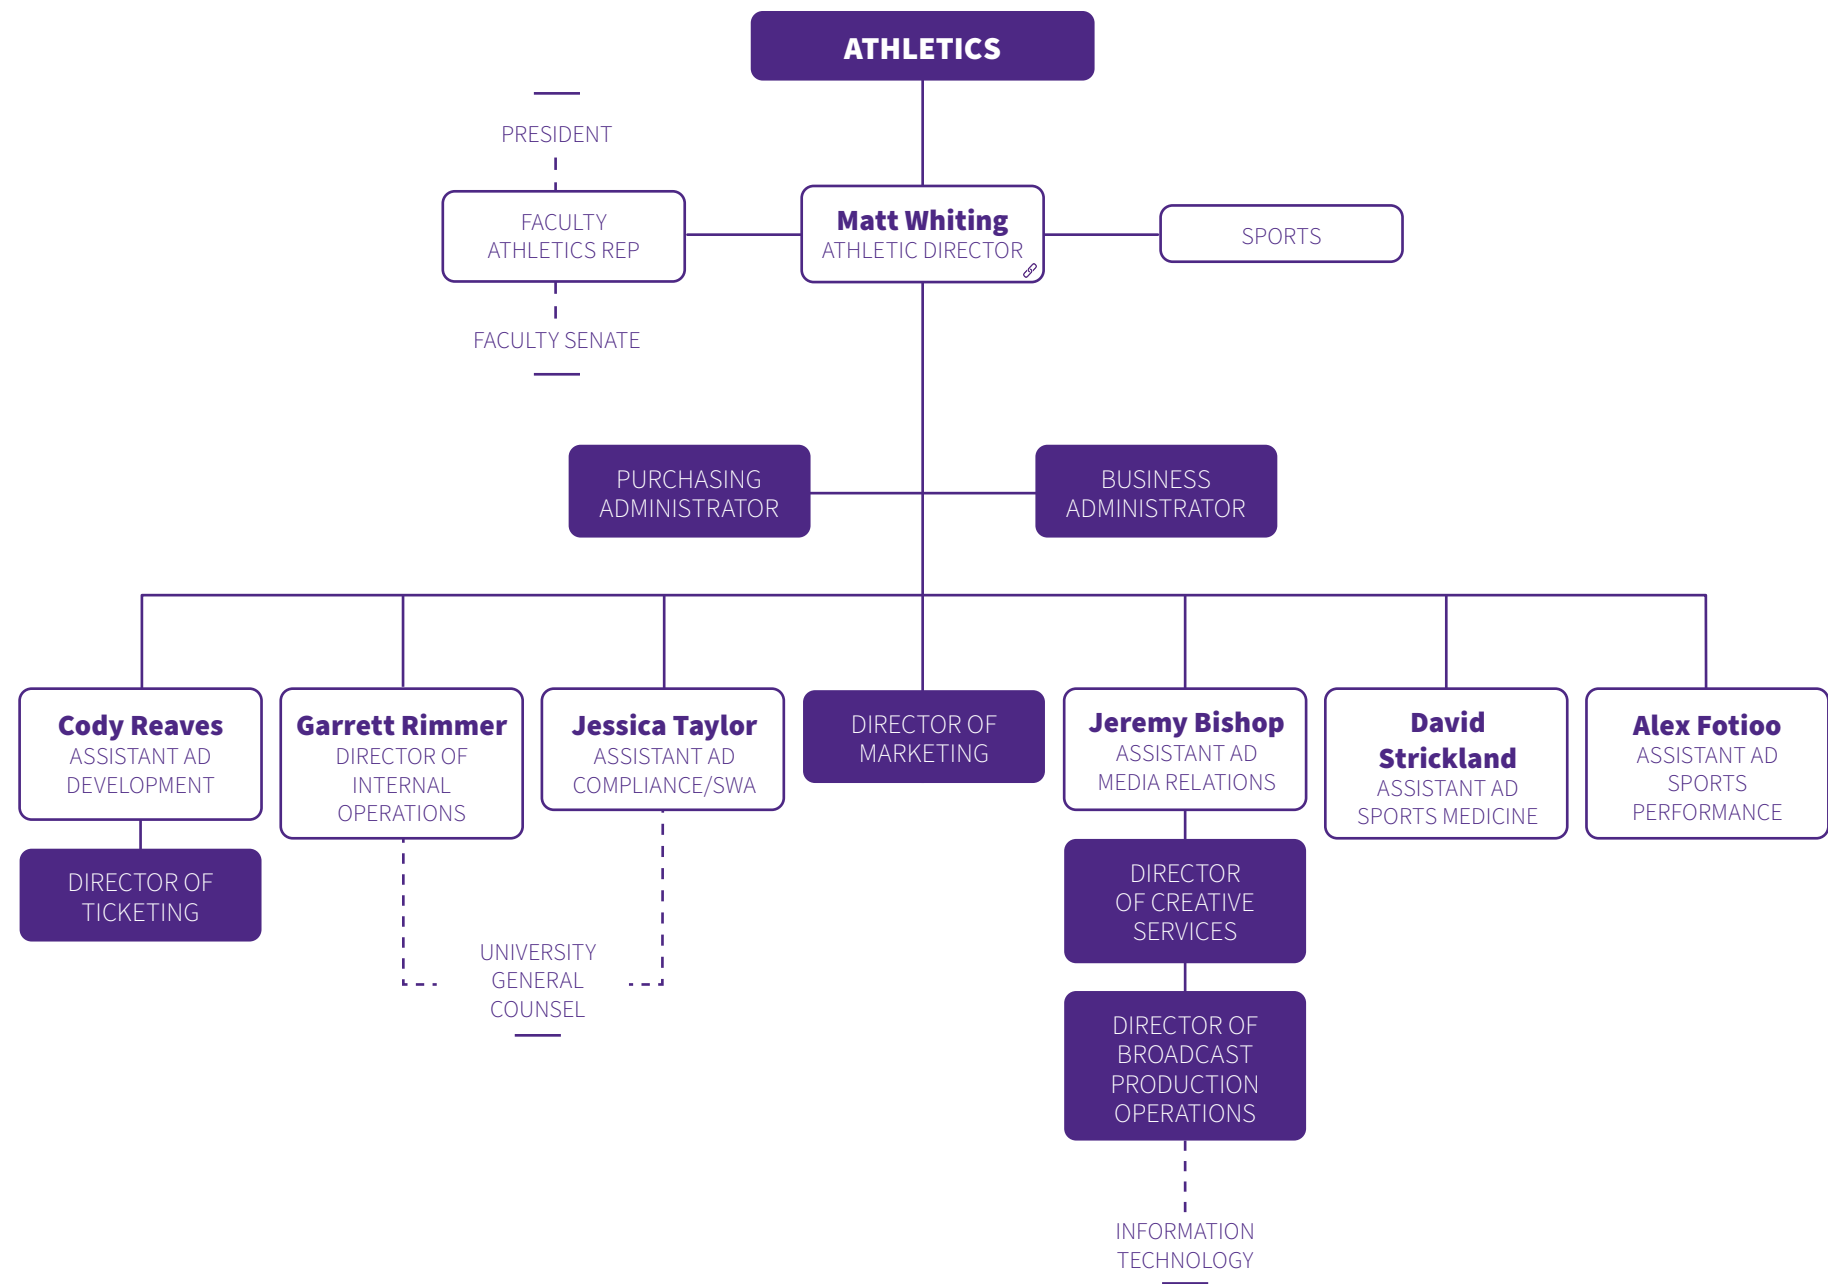 ATHLETICS
PRESIDENT
FACULTY
ATHLETICS REP
FACULTY SENATE
Matt Whiting
ATHLETIC DIRECTOR
SPORTS
PURCHASING
ADMINISTRATOR
BUSINESS
ADMINISTRATOR
Cody Reaves
ASSISTANT AD
DEVELOPMENT
DIRECTOR OF
TICKETING
Garrett Rimmer
DIRECTOR OF
INTERNAL
OPERATIONS
Jessica Taylor
ASSISTANT AD
COMPLIANCE/SWA
UNIVERSITY
GENERAL
COUNSEL
DIRECTOR OF
MARKETING
Jeremy Bishop
ASSISTANT AD
MEDIA RELATIONS
DIRECTOR
OF CREATIVE
SERVICES
DIRECTOR OF
BROADCAST
PRODUCTION
OPERATIONS
INFORMATION
TECHNOLOGY
David
Strickland
ASSISTANT AD
SPORTS MEDICINE
Alex Fotioo
ASSISTANT AD
SPORTS
PERFORMANCE